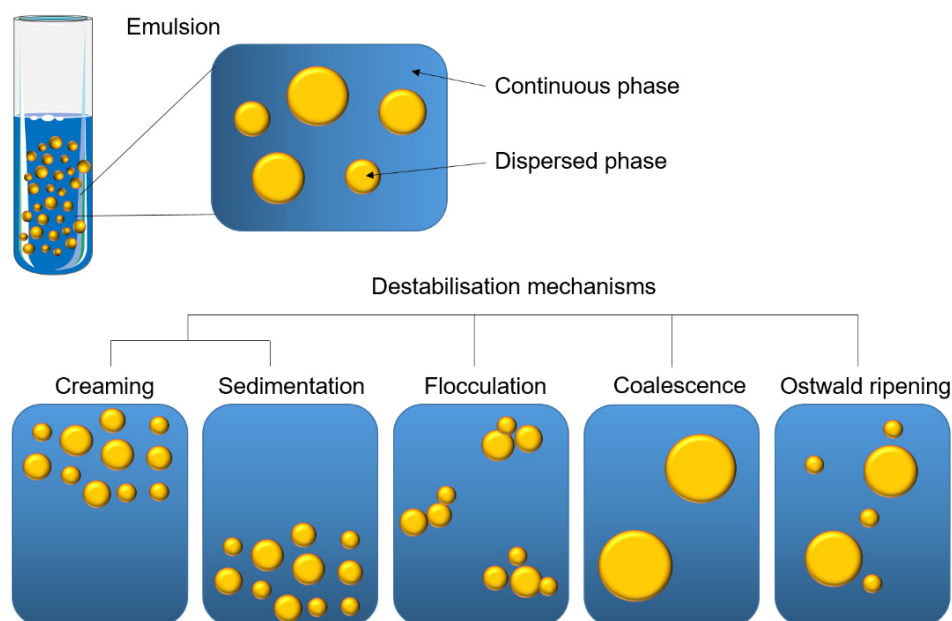 Emulsion
Continuous phase
Dispersed phase
Destabilisation mechanisms
Creaming
Sedimentation
Flocculation
Coalescence
Ostwald ripening